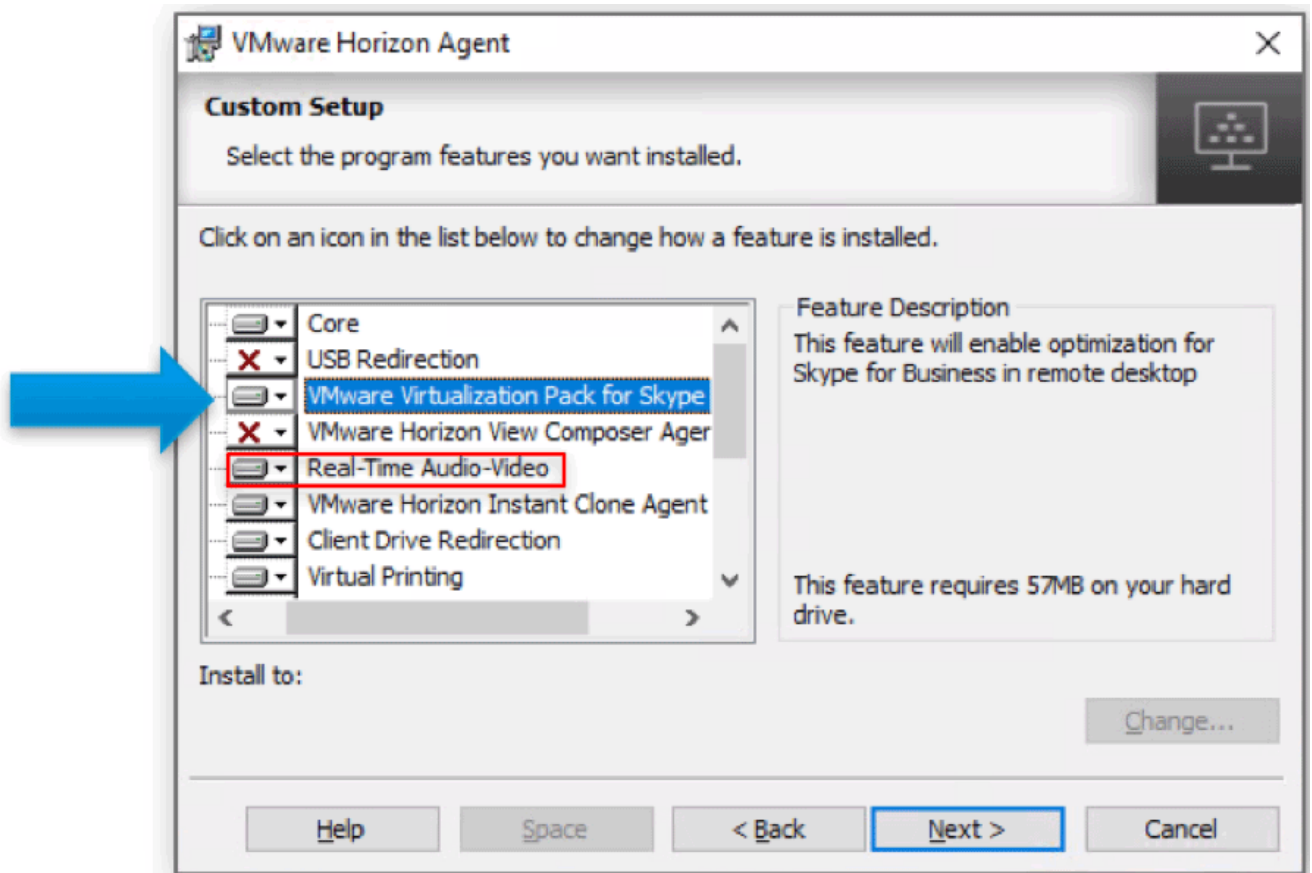 VMware Horizon Agent
Custom Setup
Select the program features you want installed.
Click on an icon in the list below to change how a feature is installed.
Core
USB Redirection
VMware Virtualization Pack for Skype
VMware Horizon View Composer Ager
Real-Time Audio-Video
VMware Horizon Instant Clone Agent
Client Drive Redirection
Virtual Printing
Feature Description
This feature will enable optimization for
Skype for Business in remote desktop
This feature requires 57MB on your hard
drive.
Install to:
Change...
Help
Space
< Back
Next >
Cancel